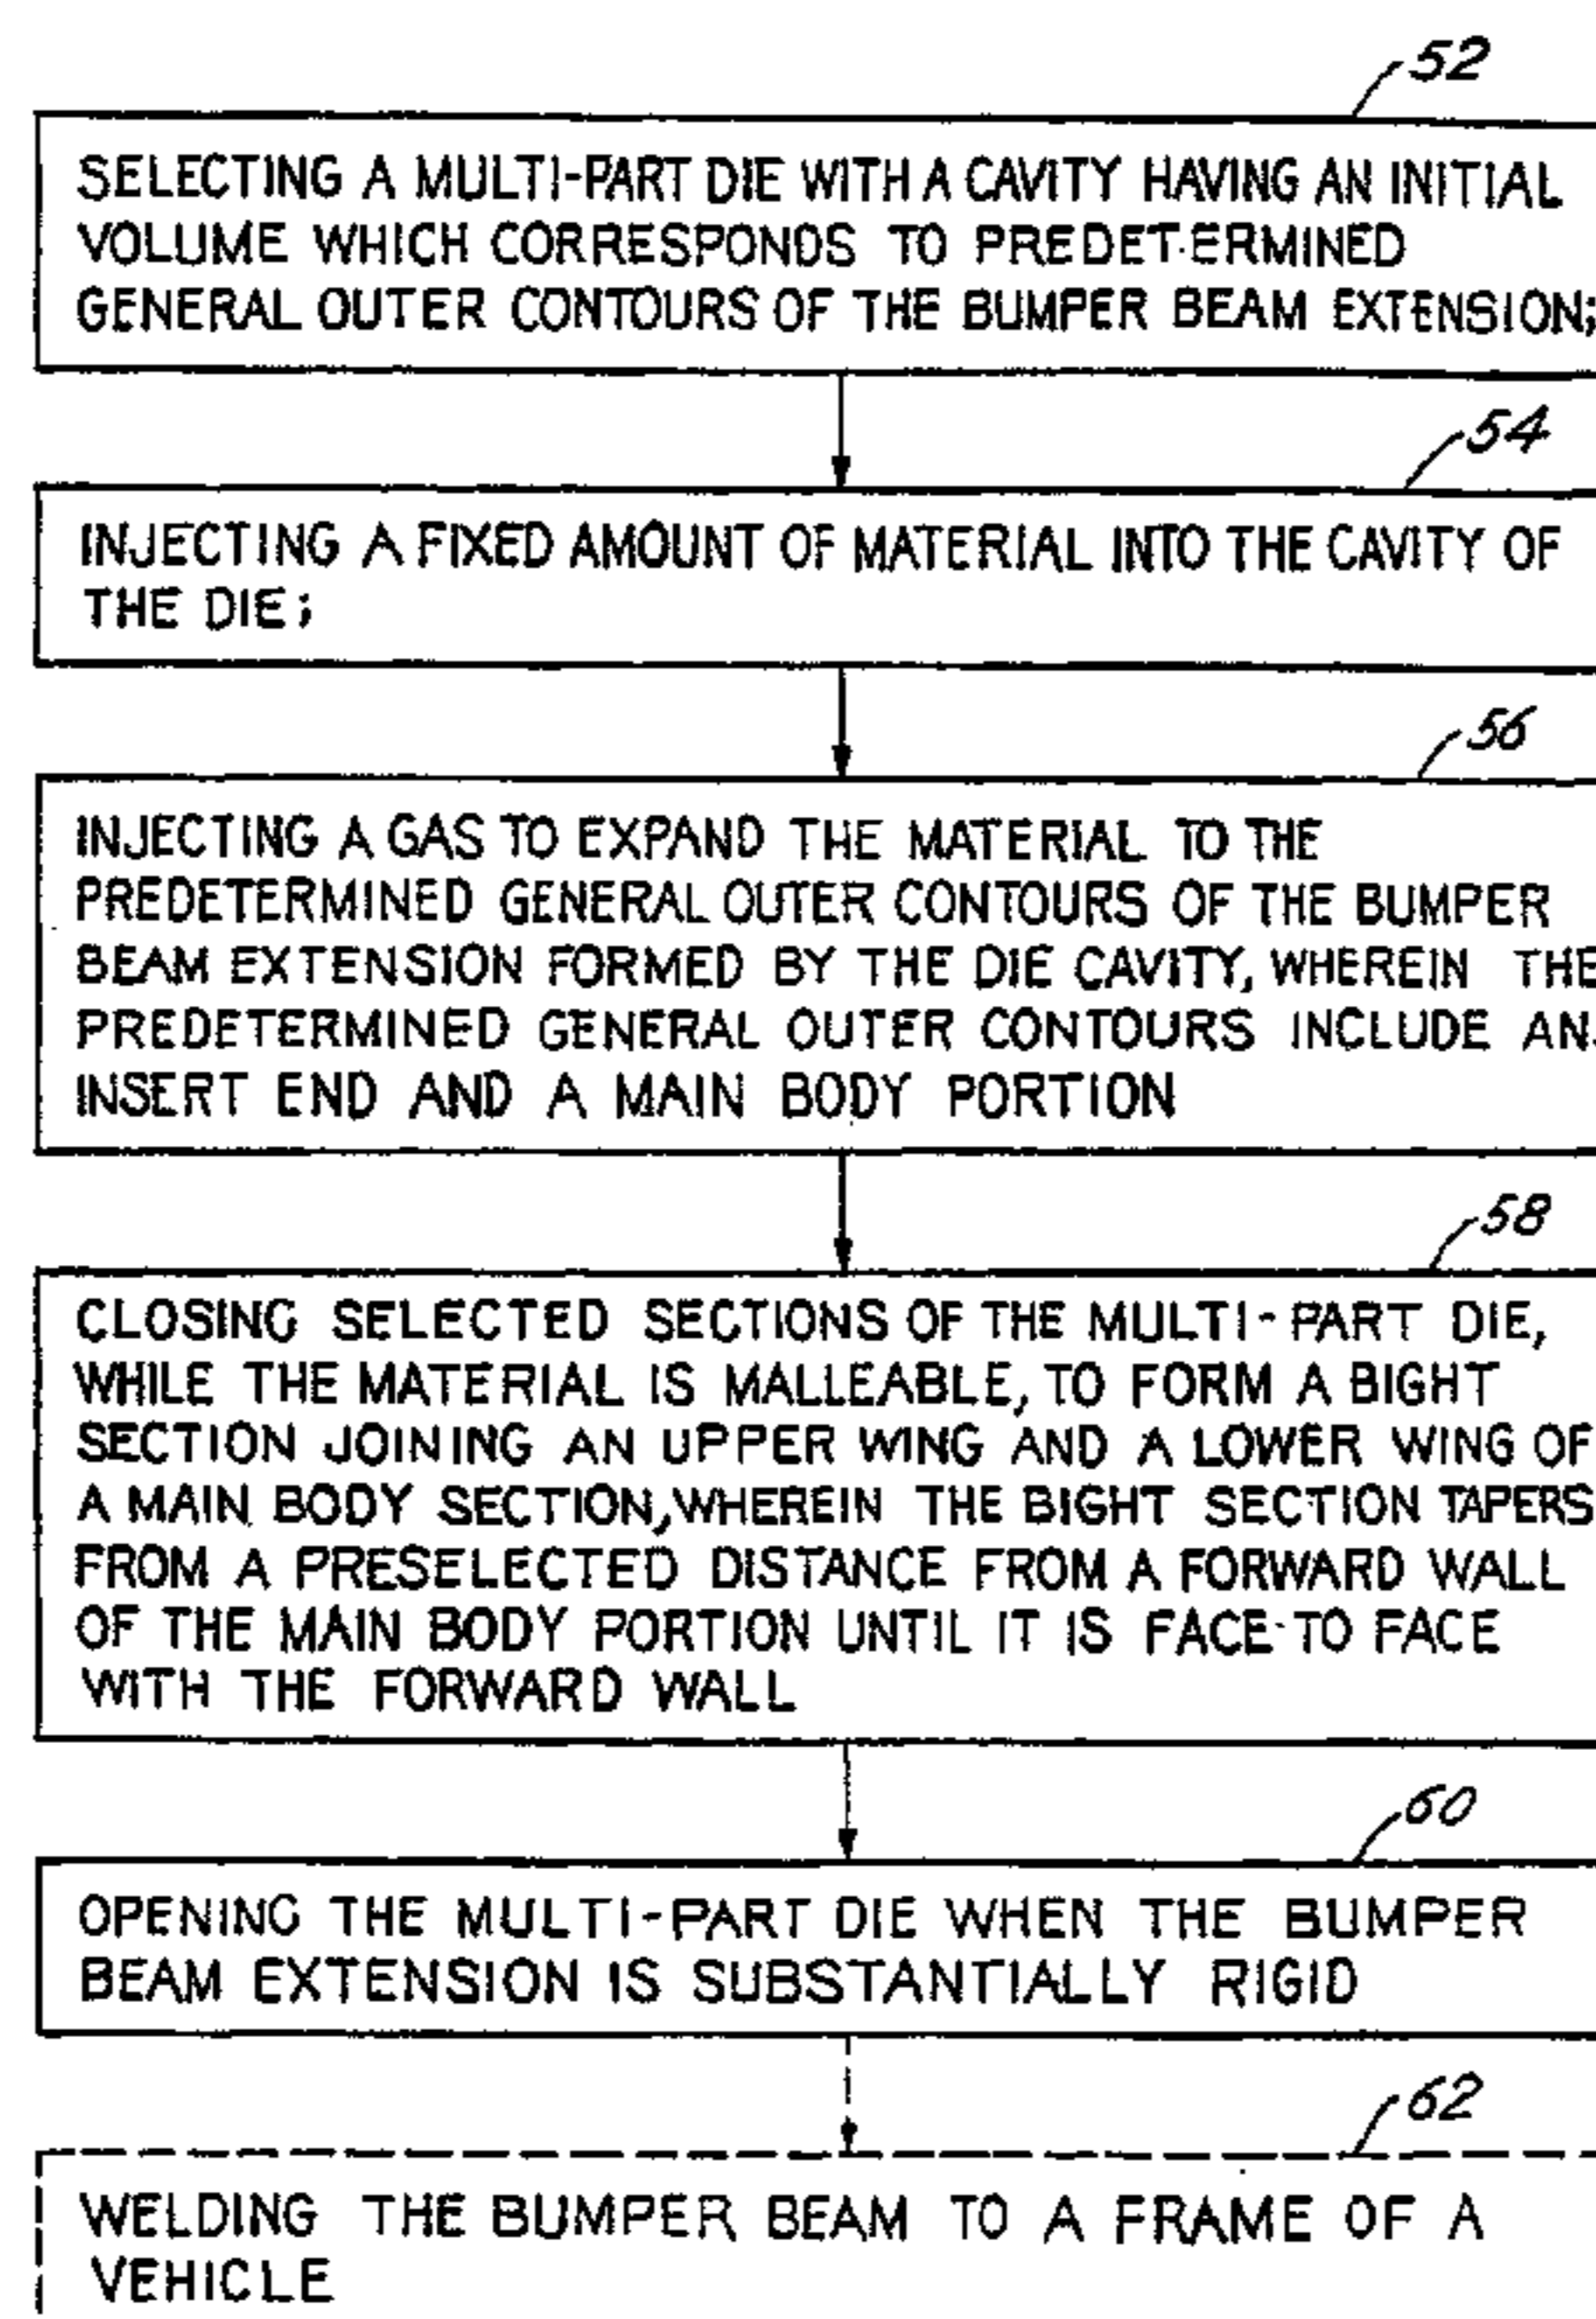 52
SELECTING A MULTI-PART DIE WITH A CAVITY HAVING AN INITIAL
VOLUME WHICH CORRESPONDS TO PREDETERMINED
GENERAL OUTER CONTOURS OF THE BUMPER BEAM EXTENSION;
54
INJECTING A FIXED AMOUNT OF MATERIAL INTO THE CAVITY OF
THE DIE;
56
INJECTING A GAS TO EXPAND THE MATERIAL TO THE
PREDETERMINED GENERAL OUTER CONTOURS OF THE BUMPER
BEAM EXTENSION FORMED BY THE DIE CAVITY, WHEREIN THE
PREDETERMINED GENERAL OUTER CONTOURS INCLUDE AN
INSERT END AND A MAIN BODY PORTION
58
CLOSING SELECTED SECTIONS OF THE MULTI-PART DIE,
WHILE THE MATERIAL IS MALLEABLE, TO FORM A BIGHT
SECTION JOINING AN UPPER WING AND A LOWER WING OF
A MAIN BODY SECTION, WHEREIN THE BIGHT SECTION TAPERS
FROM A PRESELECTED DISTANCE FROM A FORWARD WALL
OF THE MAIN BODY PORTION UNTIL IT IS FACE-TO FACE
WITH THE FORWARD WALL
60
OPENING THE MULTI-PART DIE WHEN THE BUMPER
BEAM EXTENSION IS SUBSTANTIALLY RIGID
62
WELDING THE BUMPER BEAM TO A FRAME OF A
VEHICLE